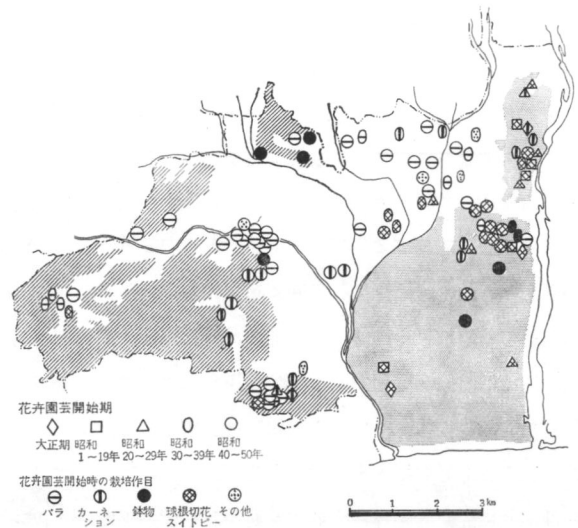 花卉園芸開始期
大正期 昭和 昭和 昭和 昭和
1～19年 20～29年 30～39年 40～50年
花卉園芸開始時の栽培作目
バラ カーネー 鉢物 球根切花 その他
ション スイトピー
0 1 2 3 km